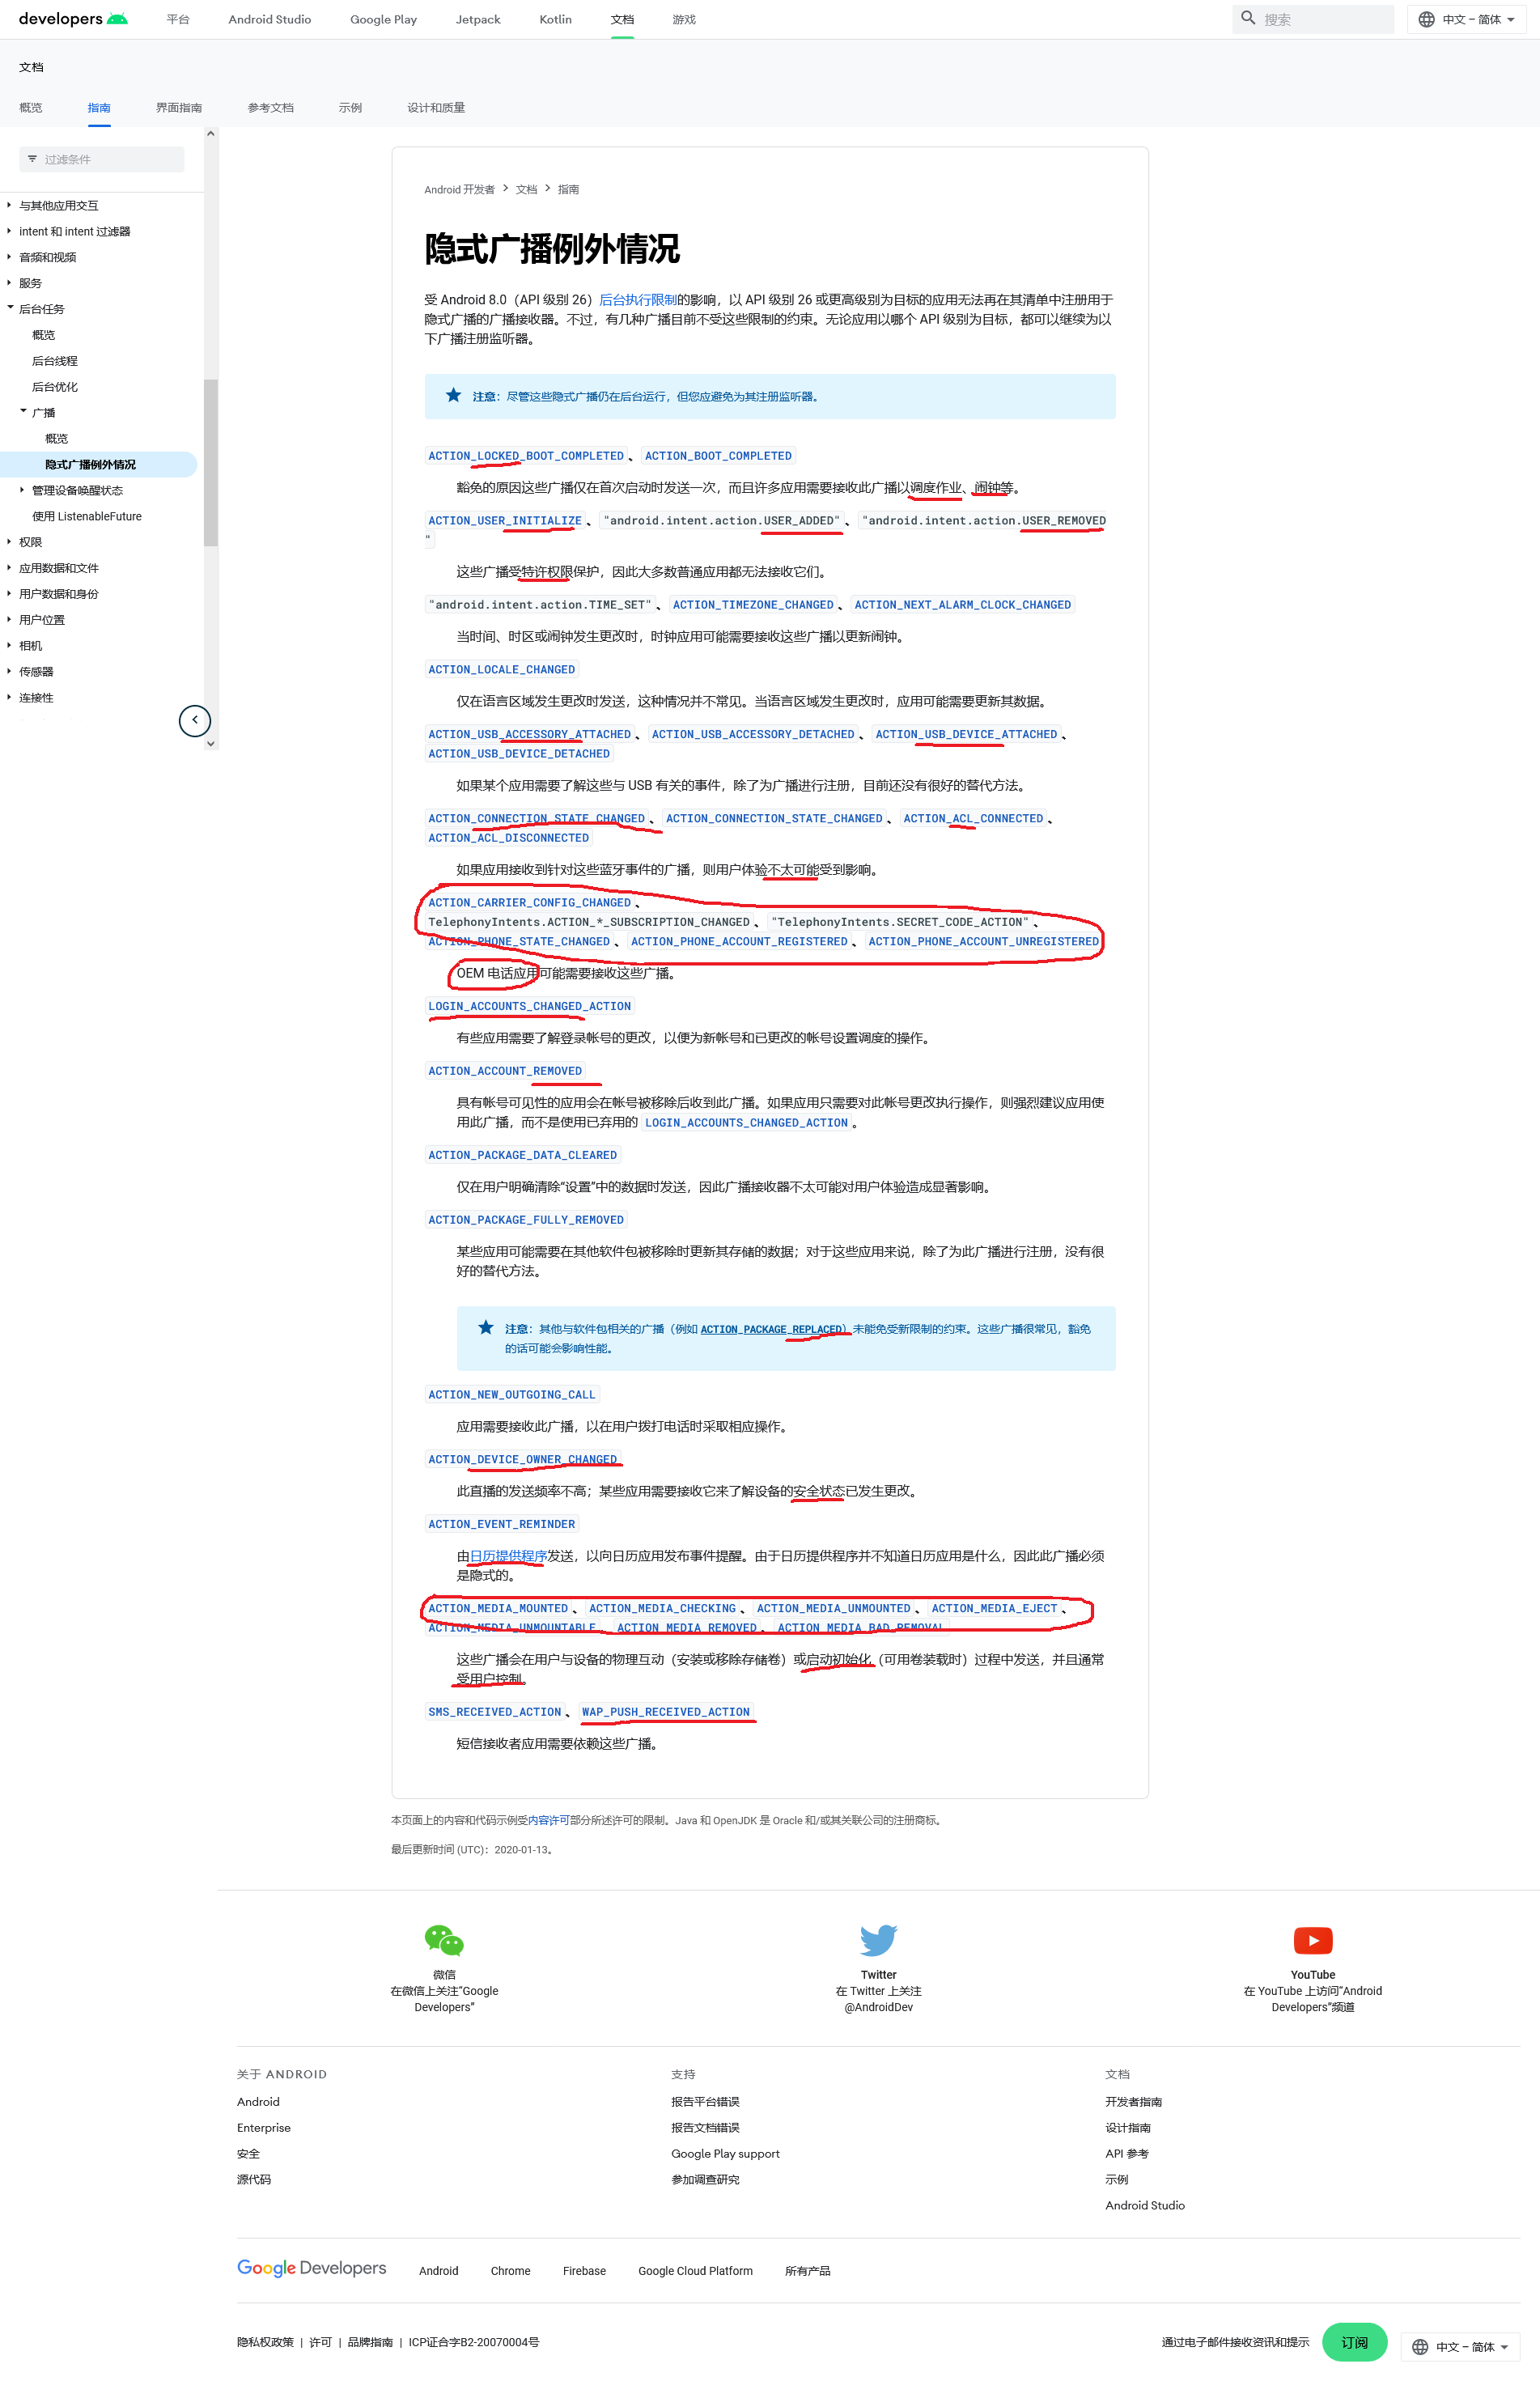 developers
平台
Android Studio
Google Play
Jetpack
Kotlin
文档
游戏
搜索
中文 – 简体
文档
概览
指南
界面指南
参考文档
示例
设计和质量
过滤条件
与其他应用交互
intent 和 intent 过滤器
音频和视频
服务
后台任务
概览
后台线程
后台优化
广播
概览
隐式广播例外情况
管理设备唤醒状态
使用 ListenableFuture
权限
应用数据和文件
用户数据和身份
用户位置
相机
传感器
连接性
Android 开发者 > 文档 > 指南
隐式广播例外情况
受 Android 8.0（API 级别 26）后台执行限制的影响，以 API 级别 26 或更高级别为目标的应用无法再在其清单中注册用于
隐式广播的广播接收器。不过，有几种广播目前不受这些限制的约束。无论应用以哪个 API 级别为目标，都可以继续为以
下广播注册监听器。
注意：尽管这些隐式广播仍在后台运行，但您应避免为其注册监听器。
ACTION_LOCKED_BOOT_COMPLETED、ACTION_BOOT_COMPLETED
豁免的原因这些广播仅在首次启动时发送一次，而且许多应用需要接收此广播以调度作业、闹钟等。
ACTION_USER_INITIALIZE、"android.intent.action.USER_ADDED"、"android.intent.action.USER_REMOVED
"
这些广播受特许权限保护，因此大多数普通应用都无法接收它们。
"android.intent.action.TIME_SET"、ACTION_TIMEZONE_CHANGED、ACTION_NEXT_ALARM_CLOCK_CHANGED
当时间、时区或闹钟发生更改时，时钟应用可能需要接收这些广播以更新闹钟。
ACTION_LOCALE_CHANGED
仅在语言区域发生更改时发送，这种情况并不常见。当语言区域发生更改时，应用可能需要更新其数据。
ACTION_USB_ACCESSORY_ATTACHED、ACTION_USB_ACCESSORY_DETACHED、ACTION_USB_DEVICE_ATTACHED、
ACTION_USB_DEVICE_DETACHED
如果某个应用需要了解这些与 USB 有关的事件，除了为广播进行注册，目前还没有很好的替代方法。
ACTION_CONNECTION_STATE_CHANGED、ACTION_CONNECTION_STATE_CHANGED、ACTION_ACL_CONNECTED、
ACTION_ACL_DISCONNECTED
如果应用接收到针对这些蓝牙事件的广播，则用户体验不太可能受到影响。
ACTION_CARRIER_CONFIG_CHANGED、
TelephonyIntents.ACTION_*_SUBSCRIPTION_CHANGED、"TelephonyIntents.SECRET_CODE_ACTION"、
ACTION_PHONE_STATE_CHANGED、ACTION_PHONE_ACCOUNT_REGISTERED、ACTION_PHONE_ACCOUNT_UNREGISTERED
OEM 电话应用可能需要接收这些广播。
LOGIN_ACCOUNTS_CHANGED_ACTION
有些应用需要了解登录帐号的更改，以便为新帐号和已更改的帐号设置调度的操作。
ACTION_ACCOUNT_REMOVED
具有帐号可见性的应用会在帐号被移除后收到此广播。如果应用只需要对此帐号更改执行操作，则强烈建议应用使
用此广播，而不是使用已弃用的 LOGIN_ACCOUNTS_CHANGED_ACTION。
ACTION_PACKAGE_DATA_CLEARED
仅在用户明确清除“设置”中的数据时发送，因此广播接收器不太可能对用户体验造成显著影响。
ACTION_PACKAGE_FULLY_REMOVED
某些应用可能需要在其他软件包被移除时更新其存储的数据；对于这些应用来说，除了为此广播进行注册，没有很
好的替代方法。
注意：其他与软件包相关的广播（例如 ACTION_PACKAGE_REPLACED）未能免受新限制的约束。这些广播很常见，豁免
的话可能会影响性能。
ACTION_NEW_OUTGOING_CALL
应用需要接收此广播，以在用户拨打电话时采取相应操作。
ACTION_DEVICE_OWNER_CHANGED
此直播的发送频率不高；某些应用需要接收它来了解设备的安全状态已发生更改。
ACTION_EVENT_REMINDER
由日历提供程序发送，以向日历应用发布事件提醒。由于日历提供程序并不知道日历应用是什么，因此此广播必须
是隐式的。
ACTION_MEDIA_MOUNTED、ACTION_MEDIA_CHECKING、ACTION_MEDIA_UNMOUNTED、ACTION_MEDIA_EJECT、
ACTION_MEDIA_UNMOUNTABLE、ACTION_MEDIA_REMOVED、ACTION_MEDIA_BAD_REMOVAL
这些广播会在用户与设备的物理互动（安装或移除存储卷）或启动初始化（可用卷装载时）过程中发送，并且通常
受用户控制。
SMS_RECEIVED_ACTION、WAP_PUSH_RECEIVED_ACTION
短信接收者应用需要依赖这些广播。
本页面上的内容和代码示例受内容许可部分所述许可的限制。Java 和 OpenJDK 是 Oracle 和/或其关联公司的注册商标。
最后更新时间 (UTC)：2020-01-13。
微信
在微信上关注“Google
Developers”
Twitter
在 Twitter 上关注
@AndroidDev
YouTube
在 YouTube 上访问“Android
Developers”频道
关于 ANDROID
Android
Enterprise
安全
源代码
支持
报告平台错误
报告文档错误
Google Play support
参加调查研究
文档
开发者指南
设计指南
API 参考
示例
Android Studio
Google Developers
Android
Chrome
Firebase
Google Cloud Platform
所有产品
隐私权政策 | 许可 | 品牌指南 | ICP证合字B2-20070004号
通过电子邮件接收资讯和提示
订阅
中文 – 简体